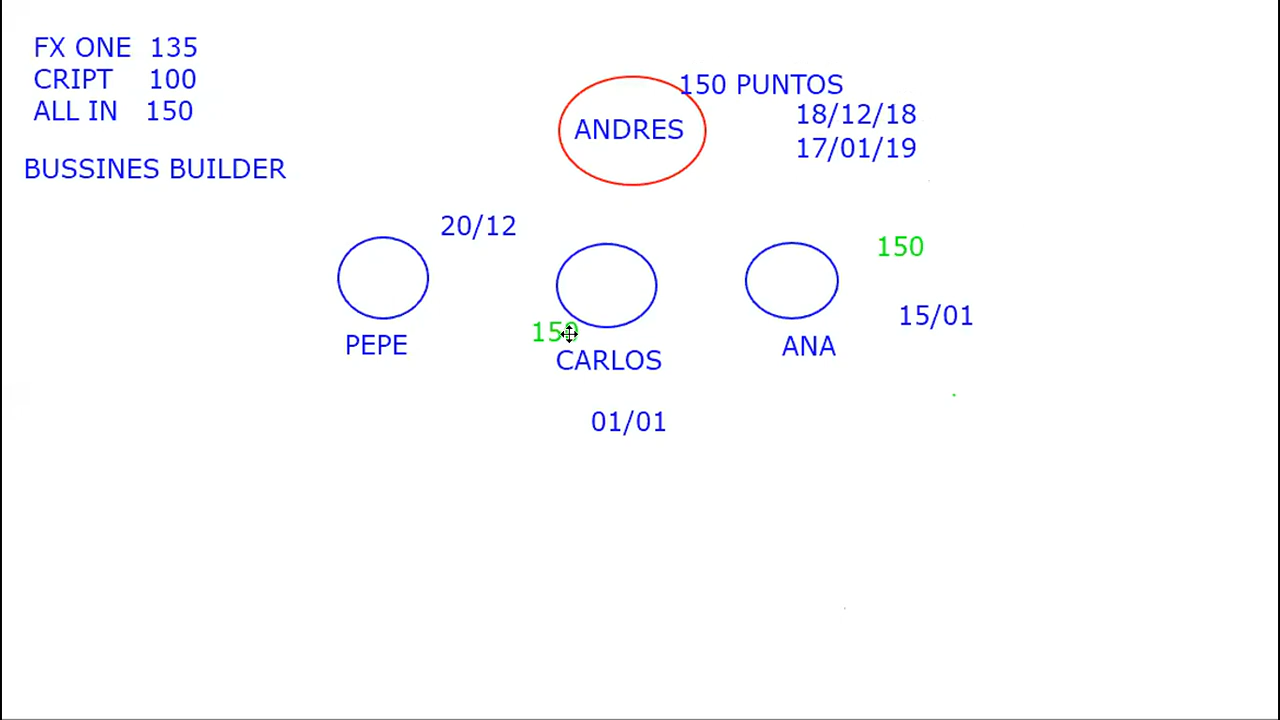 FX ONE 135
CRIPT 100
ALL IN 150
BUSSINES BUILDER
150 PUNTOS
ANDRES
18/12/18
17/01/19
20/12
150
15/01
150
PEPE
CARLOS
ANA
01/01